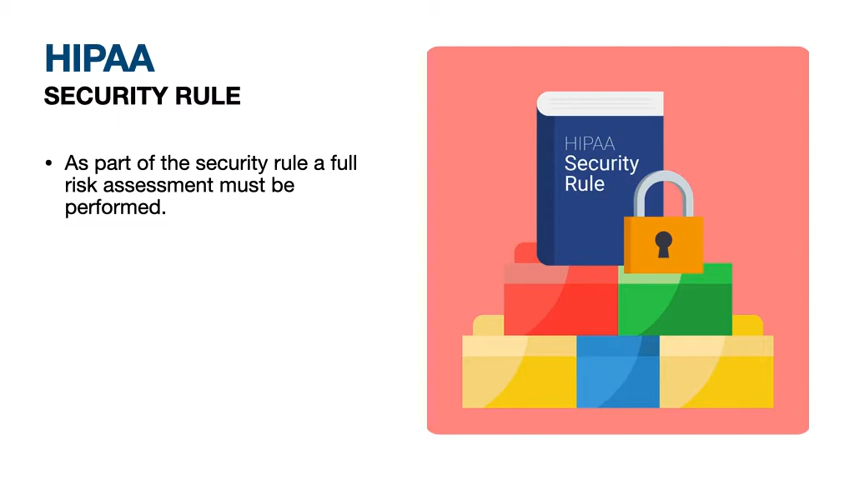 HIPAA
SECURITY RULE
• As part of the security rule a full
risk assessment must be
performed.
HIPAA
Security
Rule